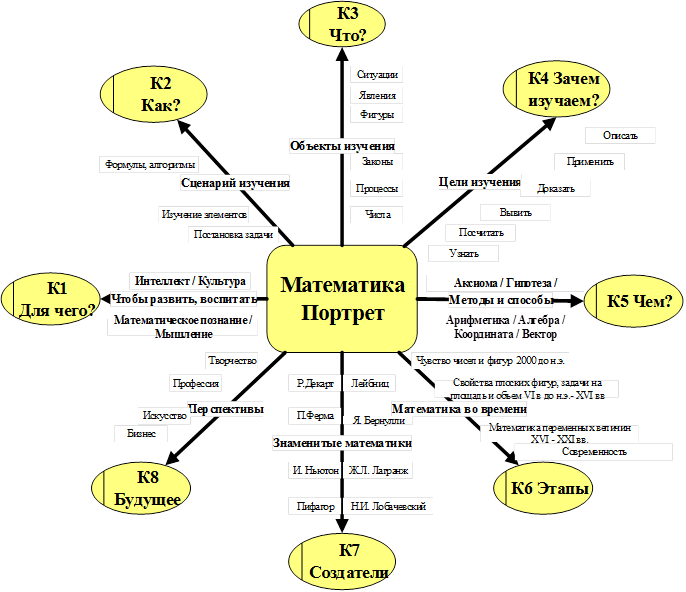 К3
Что?
К2
Как?
К4 Зачем
изучаем?
Ситуации
Явления
Фигуры
Объекты изучения
Законы
Процессы
Числа
Формулы, алгоритмы
Сценарий изучения
Изучение элементов
Постановка задачи
Описать
Применить
Цели изучения
Доказать
Вывить
Посчитать
Узнать
К1
Для чего?
Интеллект / Культура
Чтобы развить, воспитать
Математическое познание /
Мышление
Математика
Портрет
Аксиома / Гипотеза /
Методы и способы
Арифметика / Алгебра /
Координата / Вектор
К5 Чем?
Творчество
Профессия
Искусство
Перспективы
Бизнес
К8
Будущее
Р.Декарт
Лейбниц
П.Ферма
Я. Бернулли
Знаменитые математики
И. Ньютон
Ж.Л. Лагранж
Пифагор
Н.И. Лобачевский
К7
Создатели
Чувство чисел и фигур 2000 до н.э.
Свойства плоских фигур, задачи на
площадь и объем VI в до н.э.- XVI вв
Математика во времени
Математика переменных величин
XVI - XXI вв.
Современность
К6 Этапы